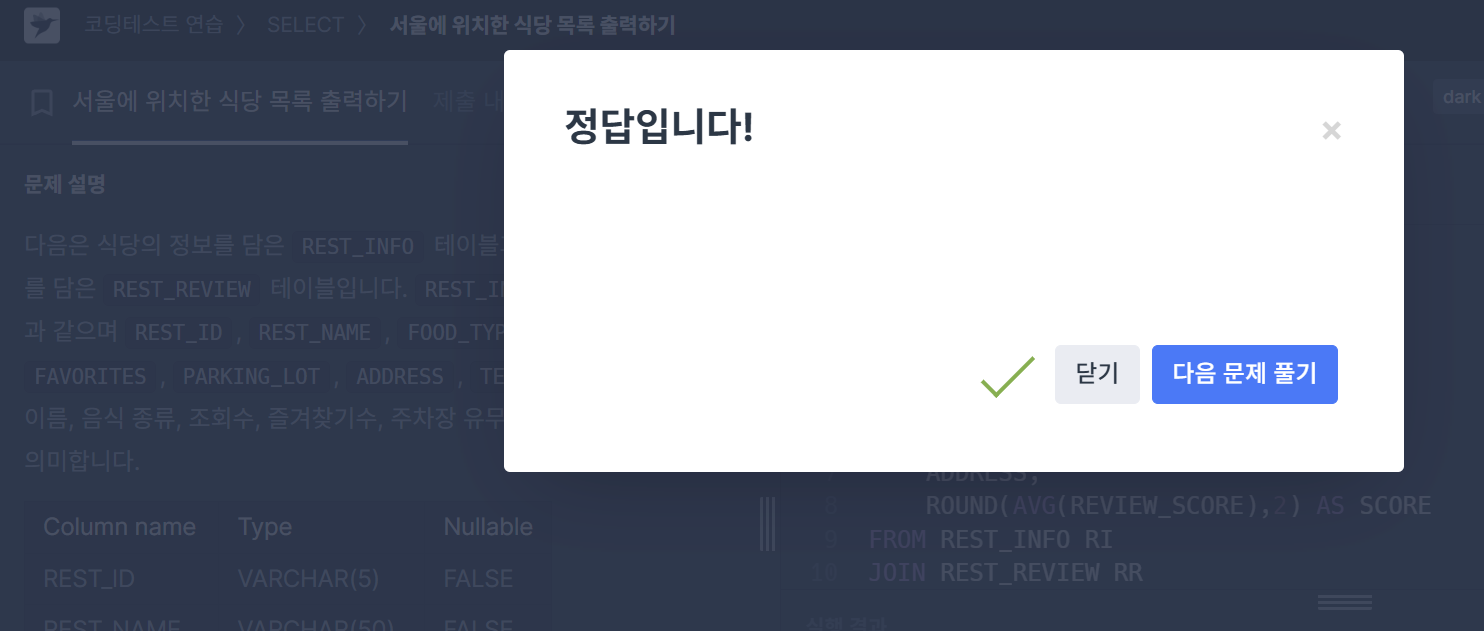 코딩테스트 연습 〉 SELECT 〉 서울에 위치한 식당 목록 출력하기
서울에 위치한 식당 목록 출력하기 제출 내
dark
정답입니다!
×
문제 설명
다음은 식당의 정보를 담은 REST_INFO 테이블
를 담은 REST_REVIEW 테이블입니다. REST_I
과 같으며 REST_ID , REST_NAME , FOOD_TYP
FAVORITES , PARKING_LOT , ADDRESS , TE
이름, 음식 종류, 조회수, 즐겨찾기수, 주차장 유무
의미합니다.
닫기 다음 문제 풀기
Column name Type Nullable
REST_ID VARCHAR(5) FALSE
REST_NAME VARCHAR(50) FALSE
ADDRESS,
8 ROUND(AVG(REVIEW_SCORE),2) AS SCORE
9 FROM REST_INFO RI
10 JOIN REST_REVIEW RR
실행 결과